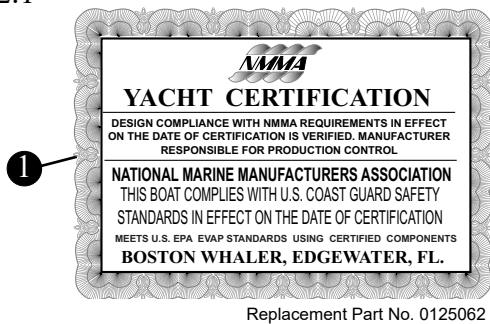 NMMA
YACHT CERTIFICATION
DESIGN COMPLIANCE WITH NMMA REQUIREMENTS IN EFFECT
ON THE DATE OF CERTIFICATION IS VERIFIED. MANUFACTURER
RESPONSIBLE FOR PRODUCTION CONTROL
1
NATIONAL MARINE MANUFACTURERS ASSOCIATION
THIS BOAT COMPLIES WITH U.S. COAST GUARD SAFETY
STANDARDS IN EFFECT ON THE DATE OF CERTIFICATION
MEETS U.S. EPA EVAP STANDARDS USING CERTIFIED COMPONENTS
BOSTON WHALER, EDGEWATER, FL.
Replacement Part No. 0125062